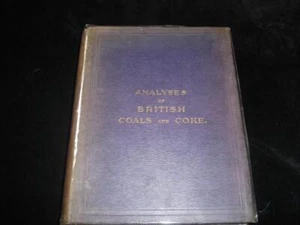 ANALYSES
OF
BRITISH
COALS AND COKE.